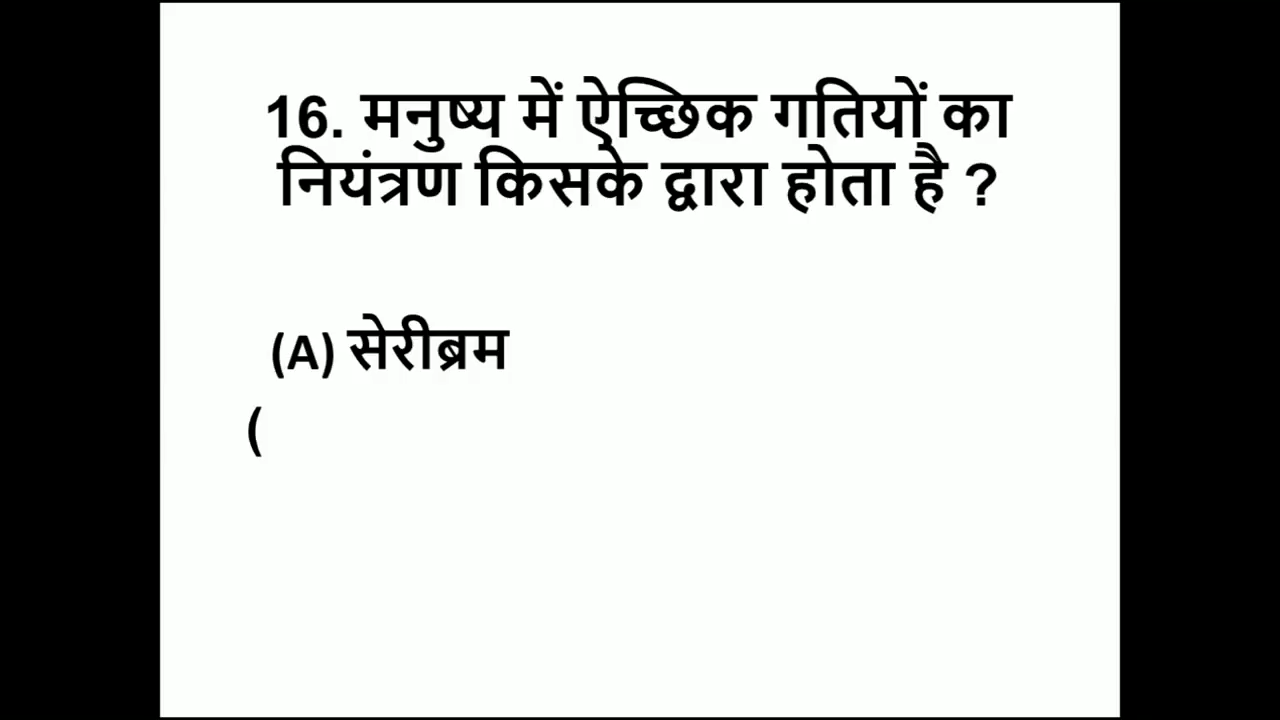 16. मनुष्य में ऐच्छिक गतियों का
नियंत्रण किसके द्वारा होता है ?
(A) सेरीब्रम
(